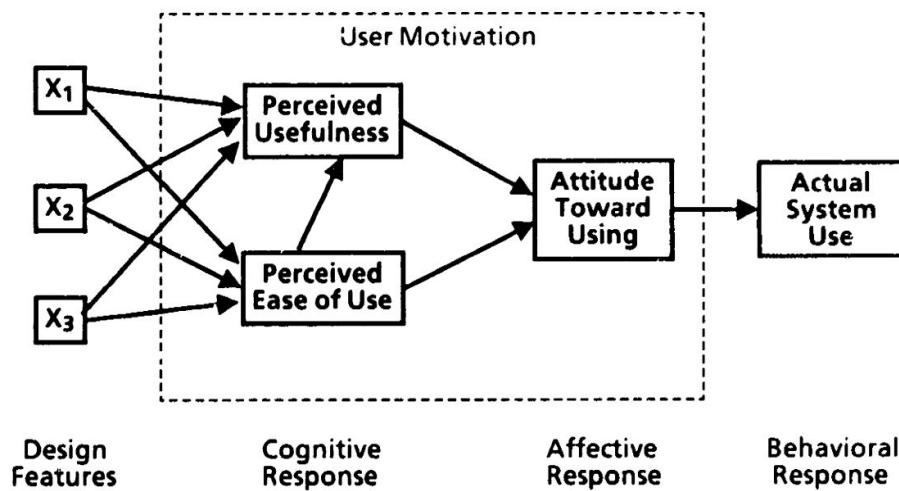 User Motivation
X1
X2
X3
Perceived
Usefulness
Perceived
Ease of Use
Attitude
Toward
Using
Actual
System
Use
Design
Features
Cognitive
Response
Affective
Response
Behavioral
Response